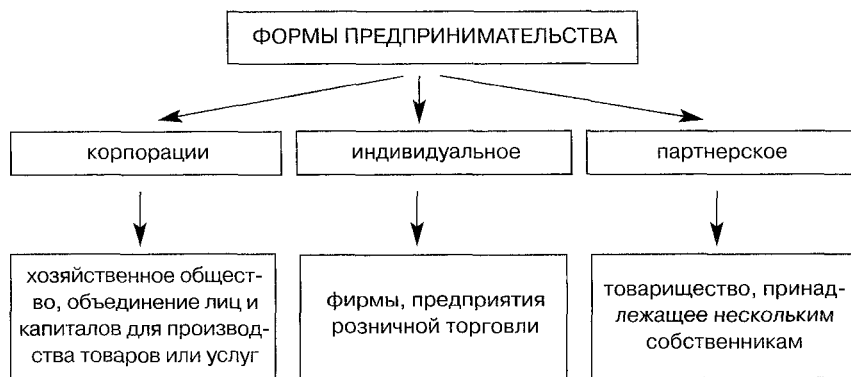 ФОРМЫ ПРЕДПРИНИМАТЕЛЬСТВА
корпорации
индивидуальное
партнерское
хозяйственное общест-
во, объединение лиц и
капиталов для производ-
ства товаров или услуг
фирмы, предприятия
розничной торговли
товарищество, принад-
лежащее нескольким
собственникам